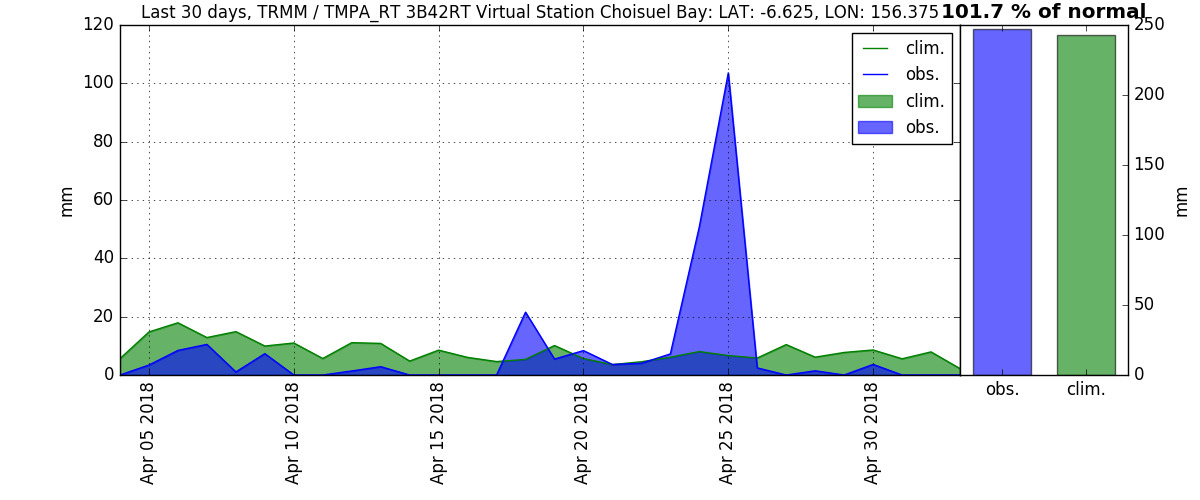 Last 30 days, TRMM / TMPA_RT 3B42RT Virtual Station Choisuel Bay: LAT: -6.625, LON: 156.375
101.7 % of normal
120
100
80
60
40
20
0
mm
clim.
obs.
clim.
obs.
Apr 05 2018
Apr 10 2018
Apr 15 2018
Apr 20 2018
Apr 25 2018
Apr 30 2018
250
200
150
100
50
0
mm
obs.
clim.